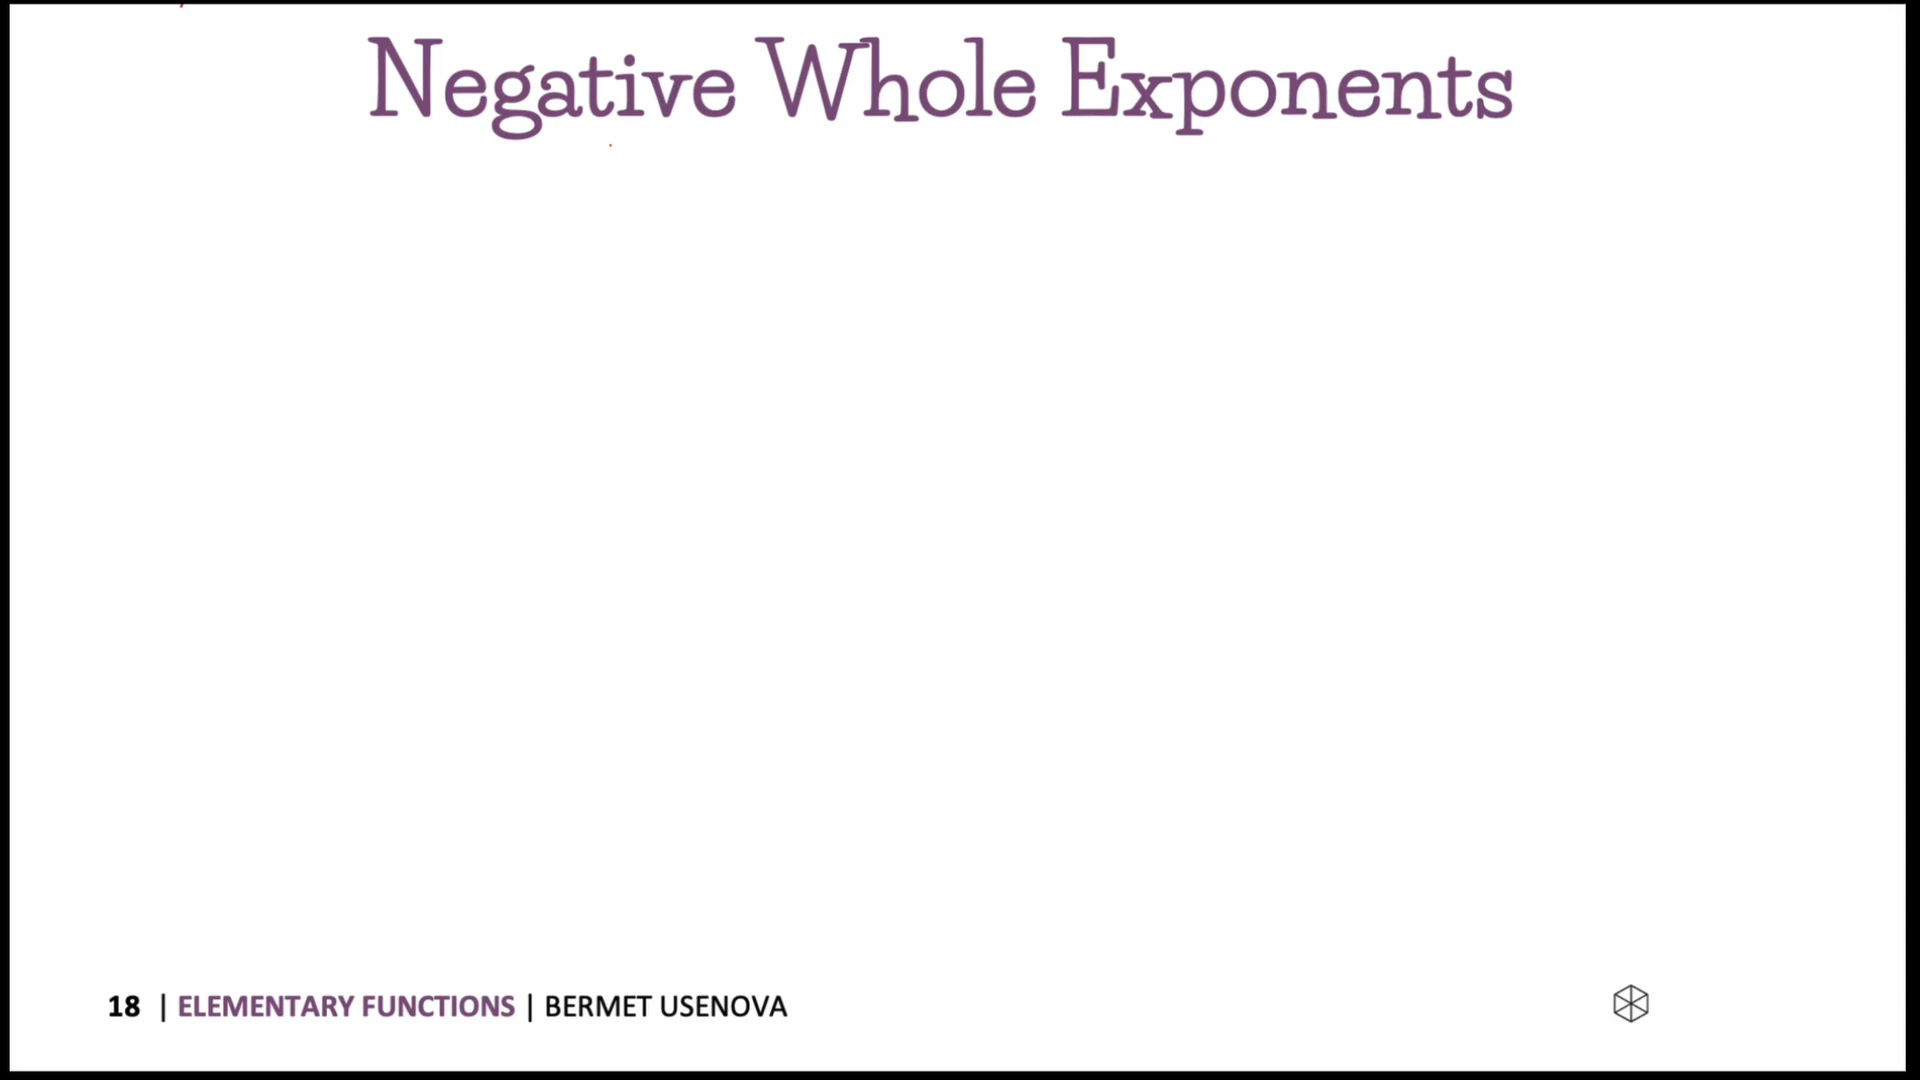 Negative Whole Exponents
18 | ELEMENTARY FUNCTIONS | BERMET USENOVA